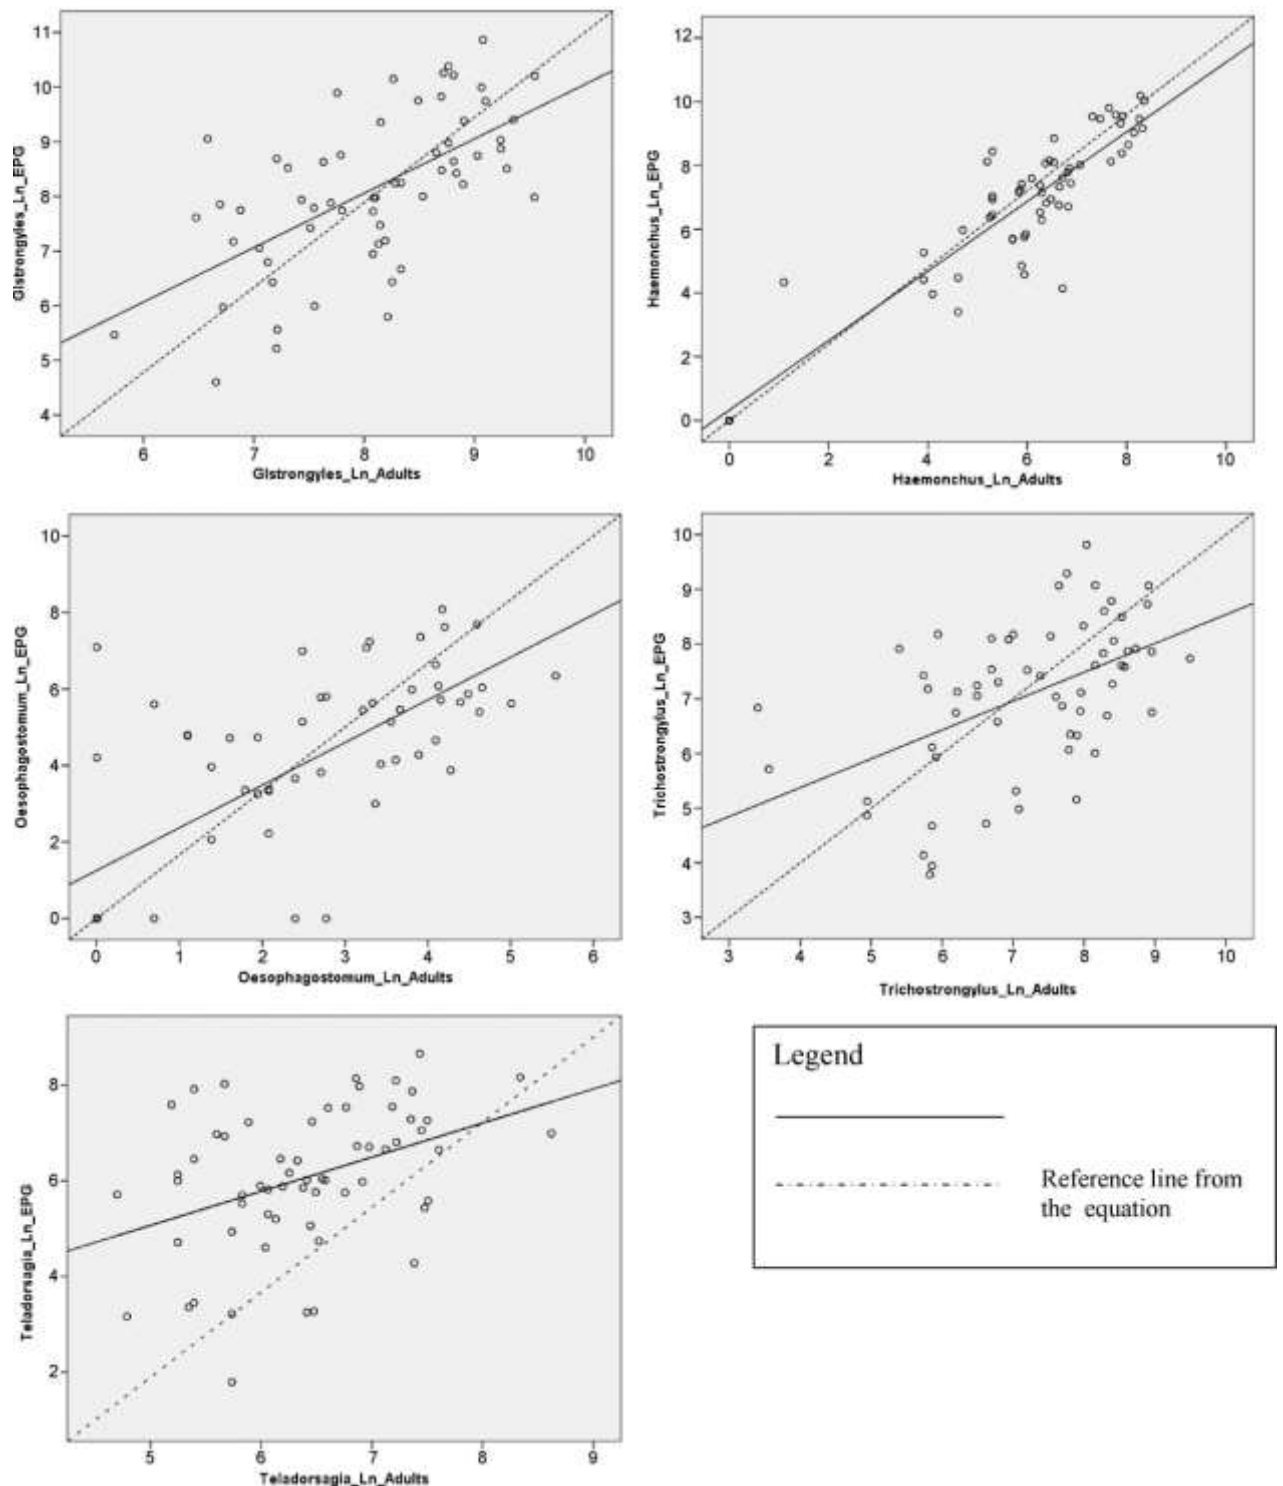 GIstrongyles_Ln_EPG
11
10
9
8
7
6
5
4
6 7 8 9 10
GIstrongyles_Ln_Adults
Haemonchus_Ln_EPG
12
10
8
6
4
2
0
0 2 4 6 8 10
Haemonchus_Ln_Adults
Oesophagostomum_Ln_EPG
10
8
6
4
2
0
0 1 2 3 4 5 6
Oesophagostomum_Ln_Adults
Trichostrongylus_Ln_EPG
10
9
8
7
6
5
4
3
3 4 5 6 7 8 9 10
Trichostrongylus_Ln_Adults
Teladorsagia_Ln_EPG
8
6
4
2
5 6 7 8 9
Teladorsagia_Ln_Adults
Legend
Reference line from
the equation